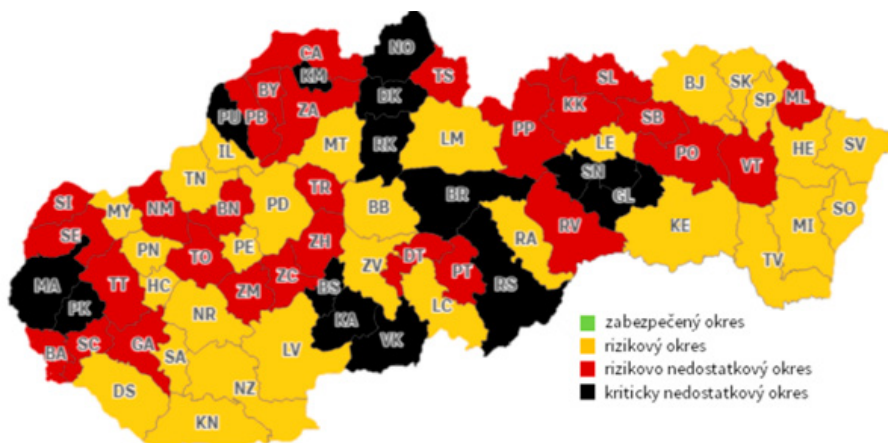 CA
NO
KM
TS
BY
DK
PU
PB
ZA
RK
IL
MT
LM
PP
KK
SL
SB
BJ
SK
SP
ML
LE
PO
VT
HE
SV
SN
GL
TN
TR
SI
MY
NM
BN
PD
BB
BR
RA
RV
KE
MI
SO
SE
PN
TO
PE
ZH
ZV
DT
PT
TV
MA
TT
HC
ZM
ZC
BS
LC
RS
PK
NR
KA
VK
BA
SC
GA
SA
LV
DS
NZ
KN
zabezpečený okres
rizikový okres
rizikovo nedostatkový okres
kriticky nedostatkový okres